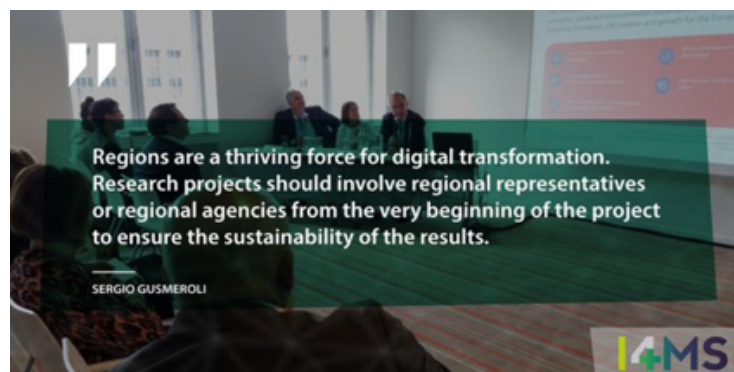 Regions are a thriving force for digital transformation.
Research projects should involve regional representatives
or regional agencies from the very beginning of the project
to ensure the sustainability of the results.
SERGIO GUSMEROLI
I4MS